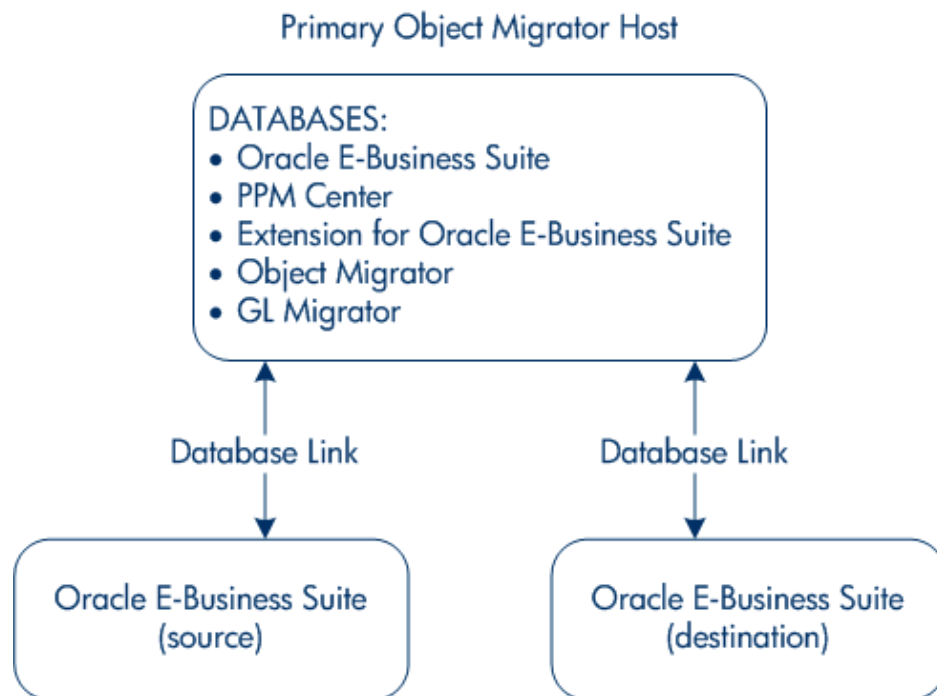 Primary Object Migrator Host
DATABASES:
• Oracle E-Business Suite
• PPM Center
• Extension for Oracle E-Business Suite
• Object Migrator
• GL Migrator
Database Link
Database Link
Oracle E-Business Suite
(source)
Oracle E-Business Suite
(destination)